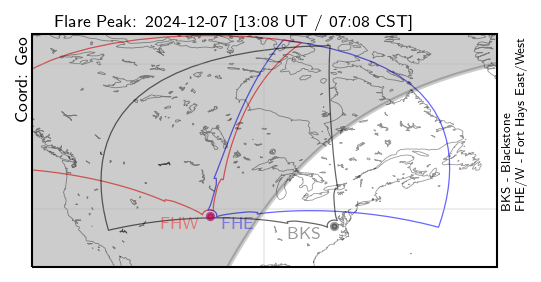 Flare Peak: 2024-12-07 [13:08 UT / 07:08 CST]
Coord: Geo
FHW
FHE
BKS
BKS - Blackstone
FHE/W - Fort Hays East/West